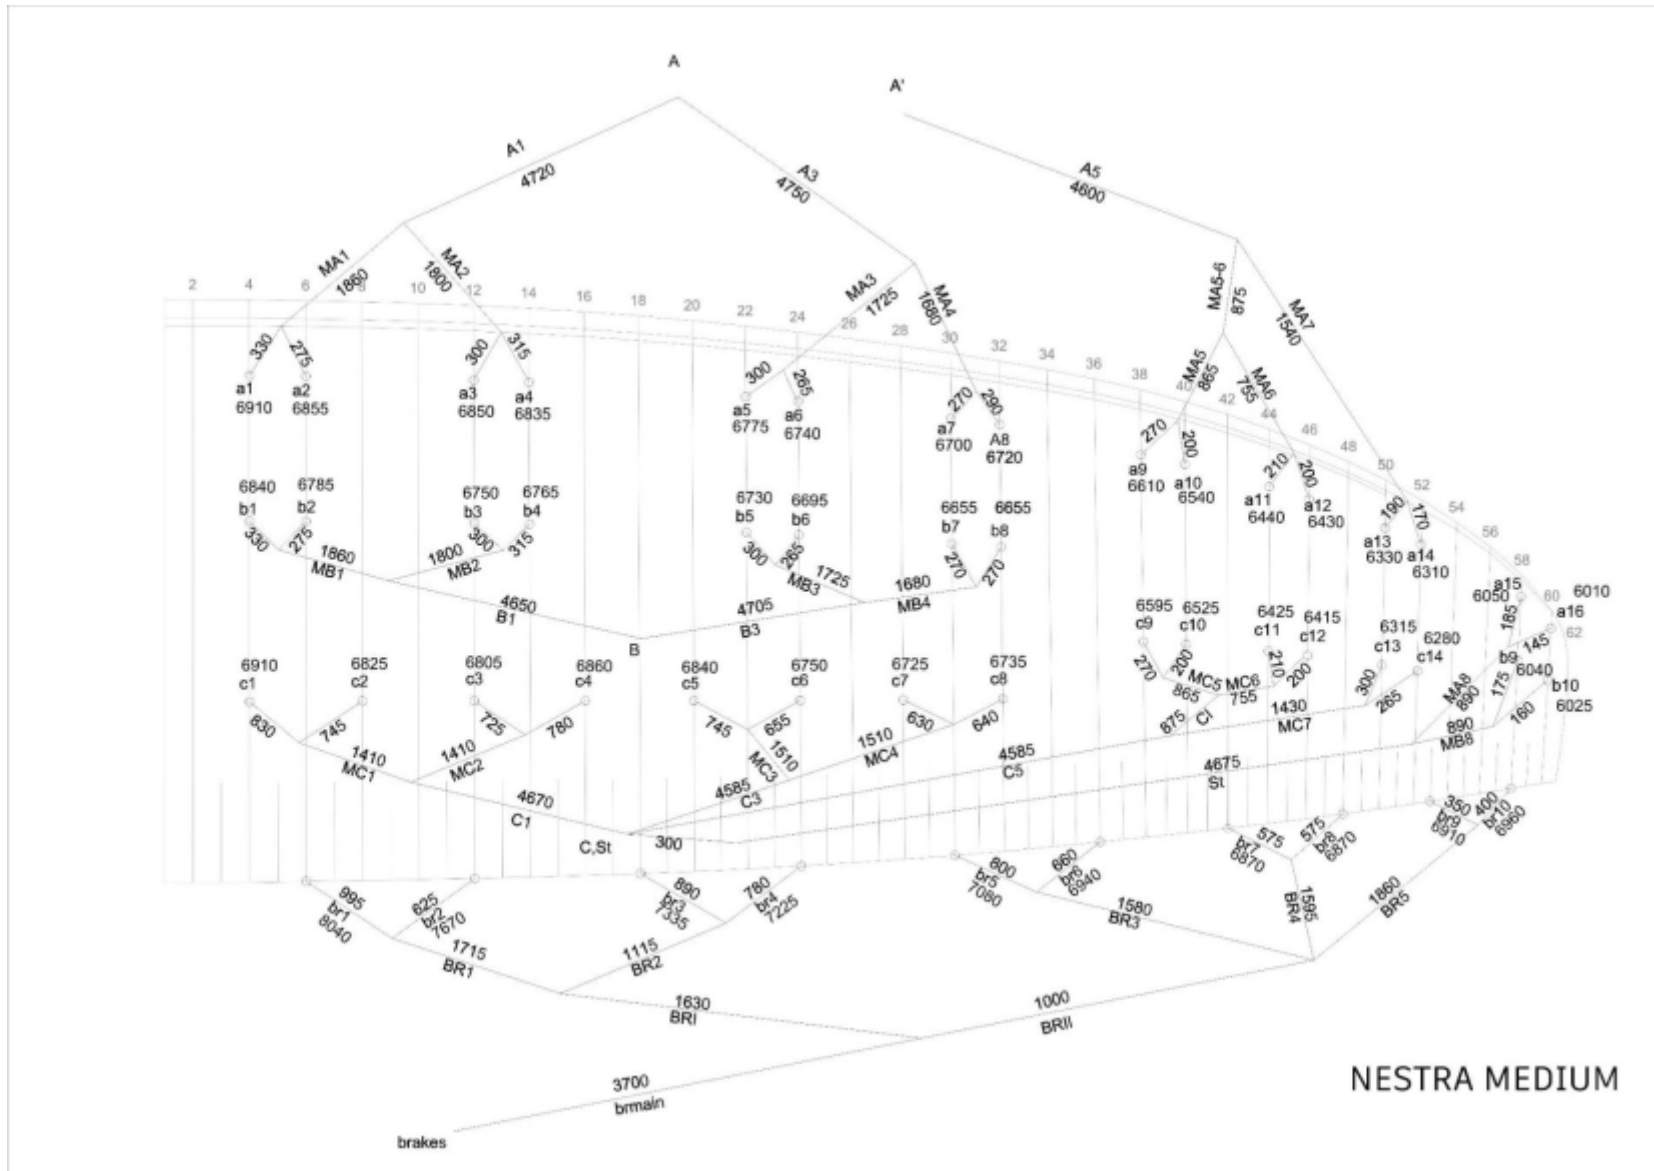 A
A'
A1
4720
A3
4750
A5
4600
MA1
1860
MA2
1800
MA3
1725
MA4
1680
MA5-6
875
MA7
1540
MA5
865
MA6
755
2
4
6
8
10
12
14
16
18
20
22
24
26
28
30
32
34
36
38
40
42
44
46
48
50
52
54
56
58
60
62
330
275
300
315
300
265
270
290
270
200
210
200
190
170
185
145
a1
6910
a2
6855
a3
6850
a4
6835
a5
6775
a6
6740
a7
6700
A8
6720
a9
6610
a10
6540
a11
6440
a12
6430
a13
6330
a14
6310
a15
6050
6010
a16
6840
b1
6785
b2
6750
b3
6765
b4
6730
b5
6695
b6
6655
b7
6655
b8
b9
6040
b10
6025
330
275
300
315
300
265
270
270
175
160
1860
MB1
1800
MB2
1725
MB3
1680
MB4
MA8
890
890
MB8
4650
B1
4705
B3
B
6910
c1
6825
c2
6805
c3
6860
c4
6840
c5
6750
c6
6725
c7
6735
c8
6595
c9
6525
c10
6425
c11
6415
c12
6315
c13
6280
c14
830
745
725
780
745
655
630
640
270
200
210
200
300
265
1410
MC1
1410
MC2
1510
MC3
1510
MC4
MC5
865
MC6
755
875
CI
1430
MC7
4670
C1
4585
C3
4585
C5
4675
St
C,St
300
995
br1
8040
625
br2
7670
890
br3
7335
780
br4
7225
800
br5
7080
660
br6
6940
575
br7
6870
575
br8
6870
350
br9
6910
400
br10
6960
1715
BR1
1115
BR2
1580
BR3
1595
BR4
1860
BR5
1630
BRI
1000
BRII
3700
brmain
brakes
NESTRA MEDIUM